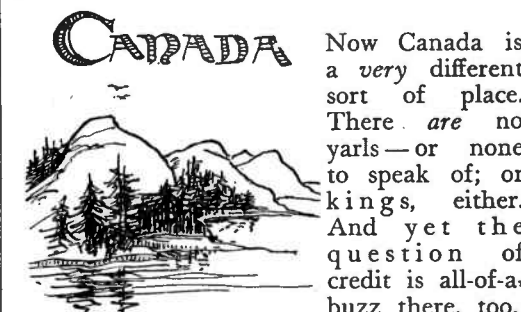 CANADA
Now Canada is
a very different
sort of place.
There are no
yarls — or none
to speak of; or
kings, either.
And yet the
question of
credit is all-of-a-
buzz there, too.